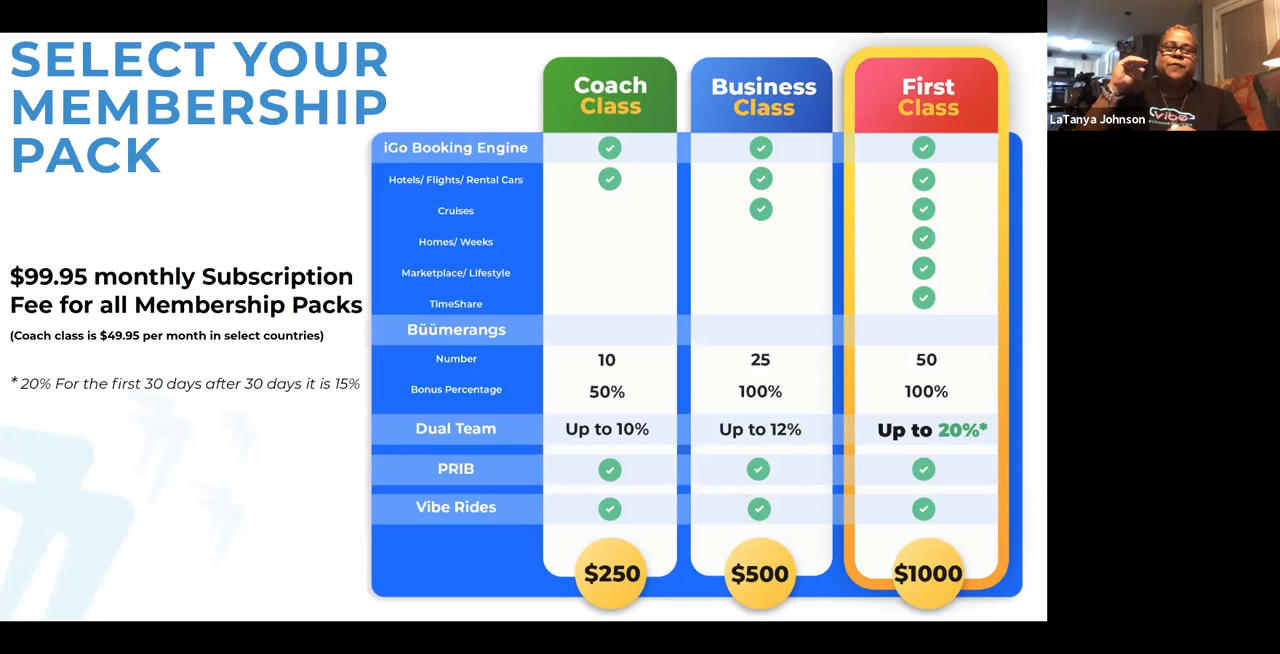 SELECT YOUR
MEMBERSHIP
PACK
$99.95 monthly Subscription
Fee for all Membership Packs
(Coach class is $49.95 per month in select countries)
* 20% For the first 30 days after 30 days it is 15%
Coach Class
Business Class
First Class
iGo Booking Engine
Hotels/ Flights/ Rental Cars
Cruises
Homes/ Weeks
Marketplace/ Lifestyle
TimeShare
Büümerangs
Number 10 25 50
Bonus Percentage 50% 100% 100%
Dual Team Up to 10% Up to 12% Up to 20%*
PRIB
Vibe Rides
$250 $500 $1000
LaTanya Johnson
vibe